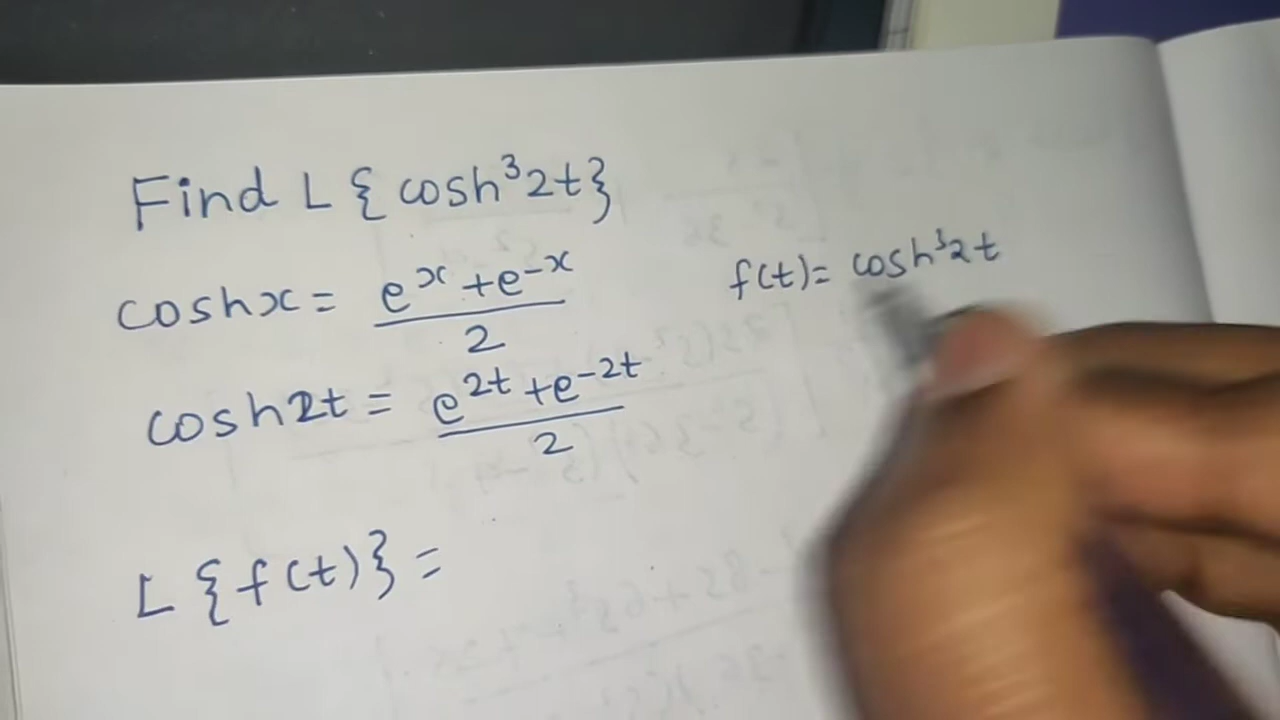 Find L{cosh³2t}
coshx = e^x + e^-x / 2
f(t) = cosh³2t
cosh2t = e^2t + e^-2t / 2
L{f(t)} =